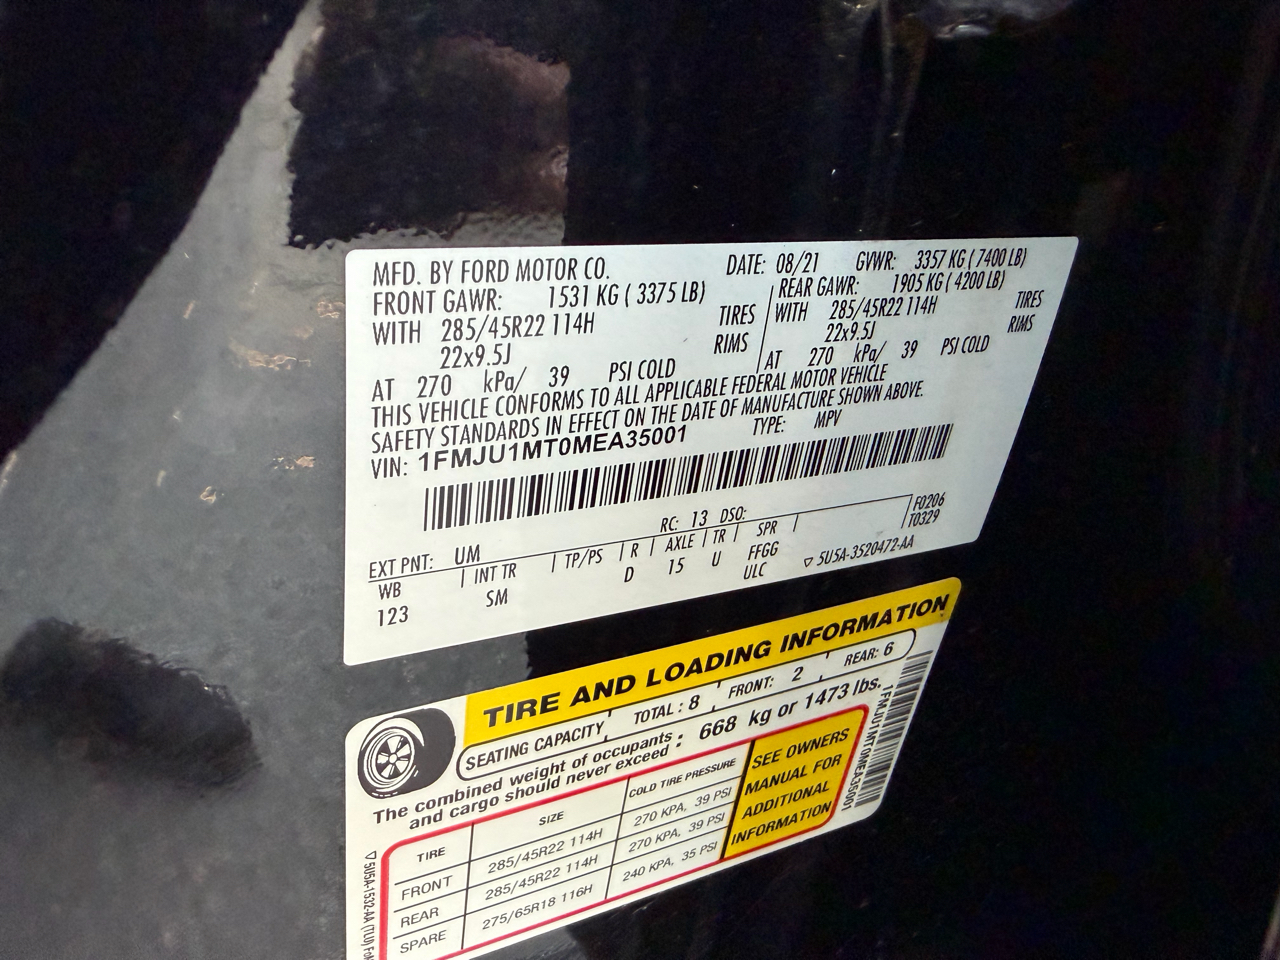 MFD. BY FORD MOTOR CO.
DATE: 08/21 GVWR: 3357 KG ( 7400 LB)
FRONT GAWR: 1531 KG ( 3375 LB)
WITH 285/45R22 114H TIRES
22x9.5J RIMS
AT 270 kPa/ 39 PSI COLD
REAR GAWR: 1905 KG ( 4200 LB)
WITH 285/45R22 114H TIRES
22x9.5J RIMS
AT 270 kPa/ 39 PSI COLD
THIS VEHICLE CONFORMS TO ALL APPLICABLE FEDERAL MOTOR VEHICLE
SAFETY STANDARDS IN EFFECT ON THE DATE OF MANUFACTURE SHOWN ABOVE.
VIN: 1FMJU1MT0MEA35001 TYPE: MPV
F0206
T0329
EXT PNT: UM RC: 13 DSO:
WB INT TR TP/PS R AXLE TR SPR
123 SM D 15 U FFGG
ULC
▽ 5U5A-3520472-AA
TIRE AND LOADING INFORMATION
SEATING CAPACITY TOTAL : 8 FRONT: 2 REAR: 6
The combined weight of occupants
and cargo should never exceed : 668 kg or 1473 lbs.
TIRE SIZE COLD TIRE PRESSURE
FRONT 285/45R22 114H 270 KPA, 39 PSI
REAR 285/45R22 114H 270 KPA, 39 PSI
SPARE 275/65R18 116H 240 KPA, 35 PSI
SEE OWNERS
MANUAL FOR
ADDITIONAL
INFORMATION
1FMJU1MT0MEA35001
▽ 5U5A-1532-AA (TLU)